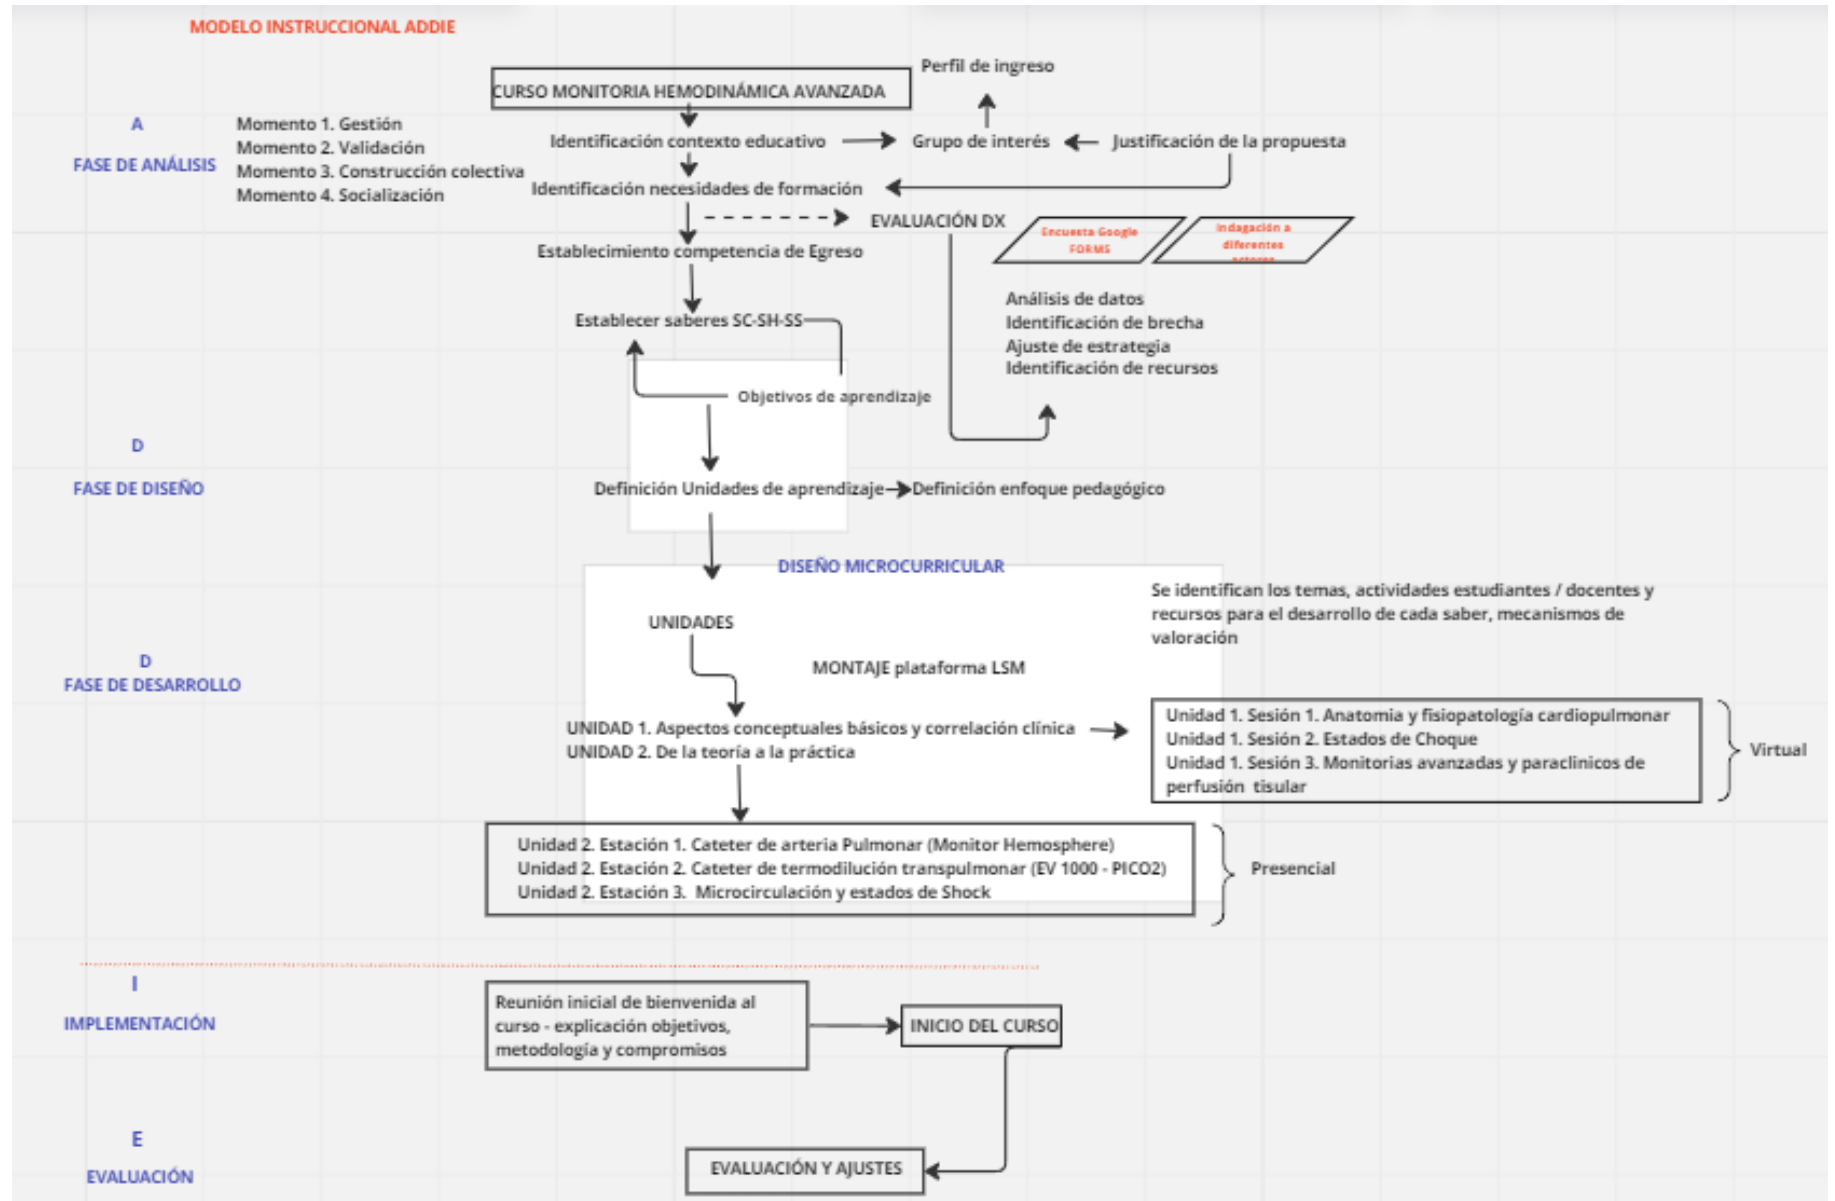 MODELO INSTRUCCIONAL ADDIE
Perfil de ingreso
CURSO MONITORIA HEMODINÁMICA AVANZADA
A
FASE DE ANÁLISIS
Momento 1. Gestión
Momento 2. Validación
Momento 3. Construcción colectiva
Momento 4. Socialización
Identificación contexto educativo
Grupo de interés
Justificación de la propuesta
Identificación necesidades de formación
EVALUACIÓN DX
Encuesta Google
FORMS
Indagación a
diferentes
actores
Establecimiento competencia de Egreso
Análisis de datos
Identificación de brecha
Ajuste de estrategia
Identificación de recursos
Establecer saberes SC-SH-SS
Objetivos de aprendizaje
D
FASE DE DISEÑO
Definición Unidades de aprendizaje
Definición enfoque pedagógico
DISEÑO MICROCURRICULAR
Se identifican los temas, actividades estudiantes / docentes y
recursos para el desarrollo de cada saber, mecanismos de
valoración
UNIDADES
D
FASE DE DESARROLLO
MONTAJE plataforma LSM
UNIDAD 1. Aspectos conceptuales básicos y correlación clínica
UNIDAD 2. De la teoría a la práctica
Unidad 1. Sesión 1. Anatomia y fisiopatología cardiopulmonar
Unidad 1. Sesión 2. Estados de Choque
Unidad 1. Sesión 3. Monitorias avanzadas y paraclinicos de
perfusión tisular
Virtual
Unidad 2. Estación 1. Cateter de arteria Pulmonar (Monitor Hemosphere)
Unidad 2. Estación 2. Cateter de termodilución transpulmonar (EV 1000 - PICO2)
Unidad 2. Estación 3. Microcirculación y estados de Shock
Presencial
I
IMPLEMENTACIÓN
Reunión inicial de bienvenida al
curso - explicación objetivos,
metodología y compromisos
INICIO DEL CURSO
E
EVALUACIÓN
EVALUACIÓN Y AJUSTES